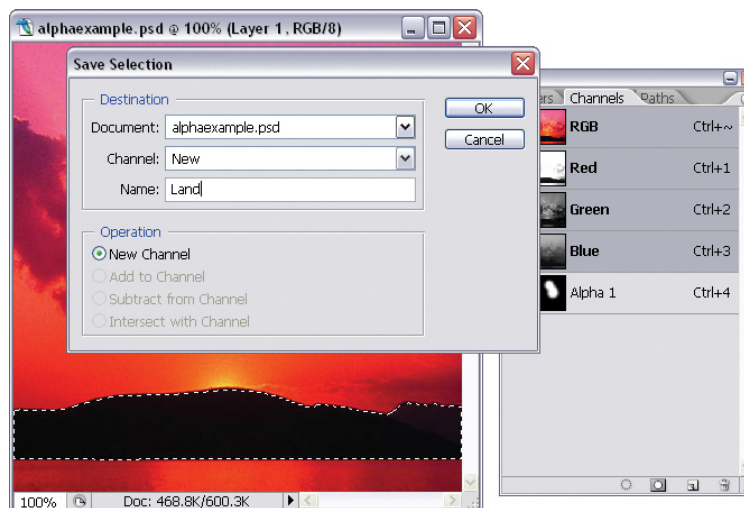 alphaexample.psd @ 100% (Layer 1, RGB/8)
Save Selection
Destination
Document: alphaexample.psd
Channel: New
Name: Land
OK
Cancel
Operation
New Channel
Add to Channel
Subtract from Channel
Intersect with Channel
Channels Paths
RGB Ctrl+~
Red Ctrl+1
Green Ctrl+2
Blue Ctrl+3
Alpha 1 Ctrl+4
100% Doc: 468.8K/600.3K